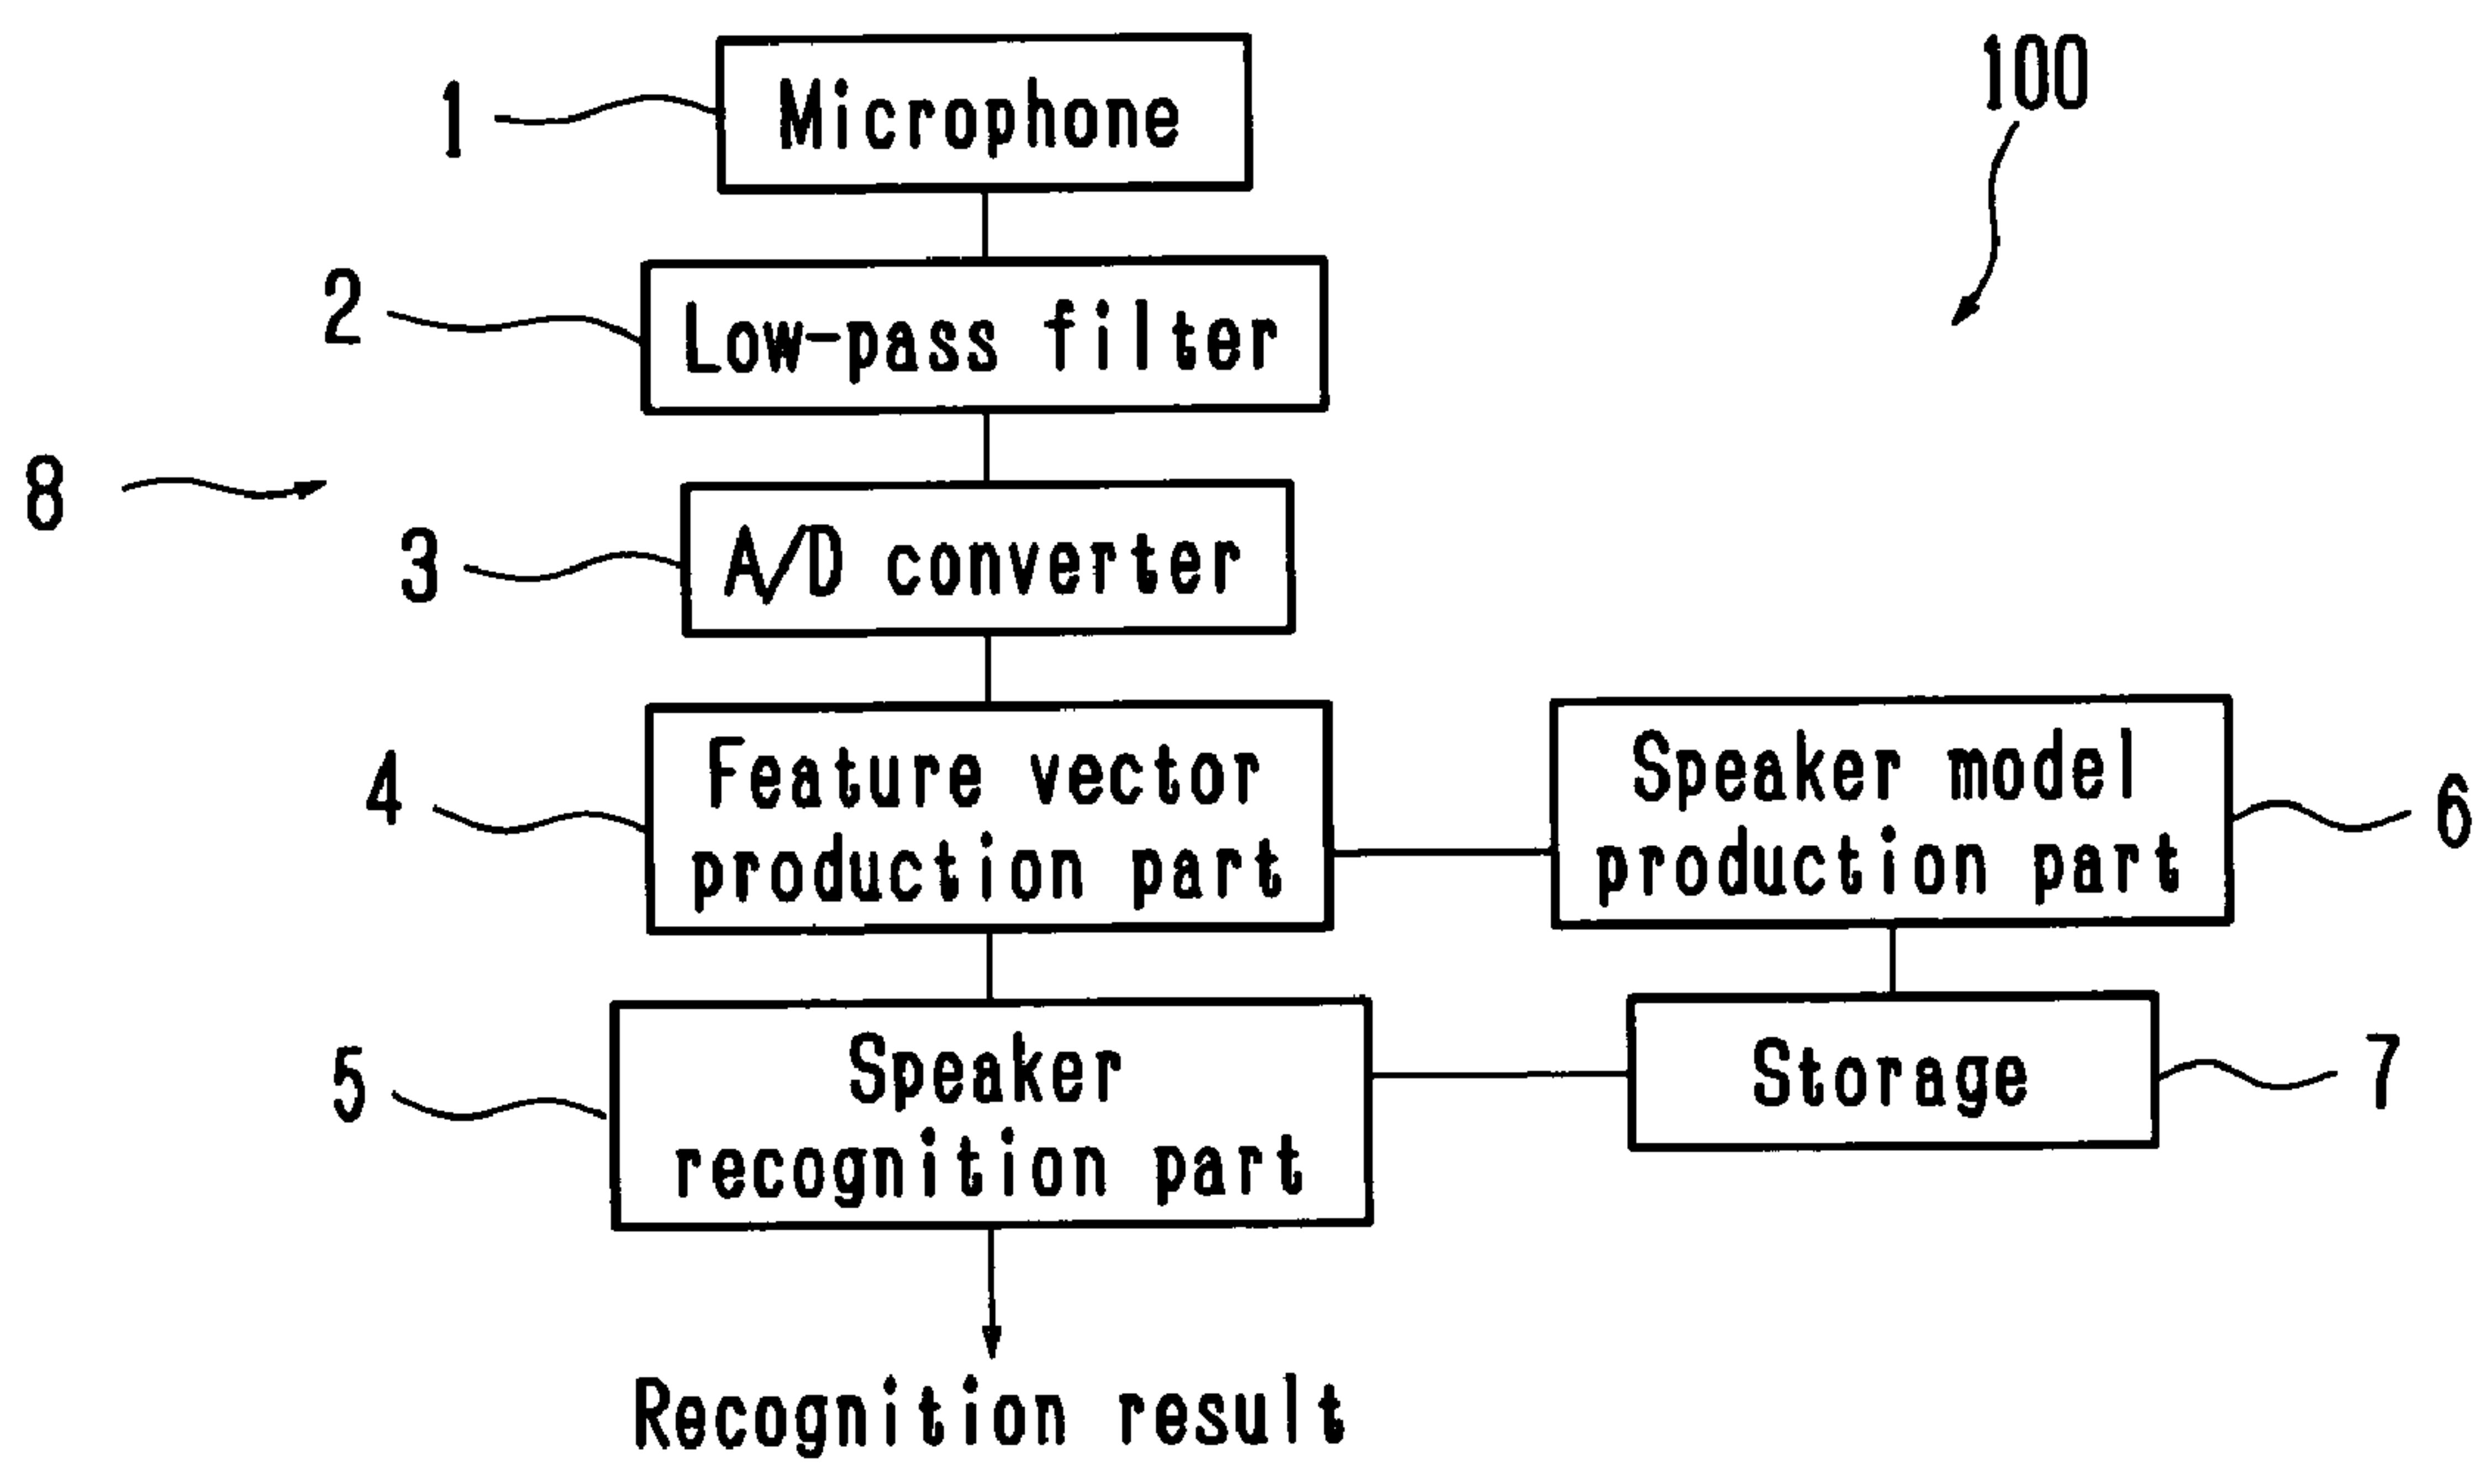 1
Microphone
100
2
Low-pass filter
8
3
A/D converter
4
Feature vector
production part
Speaker model
production part
6
5
Speaker
recognition part
Storage
7
Recognition result